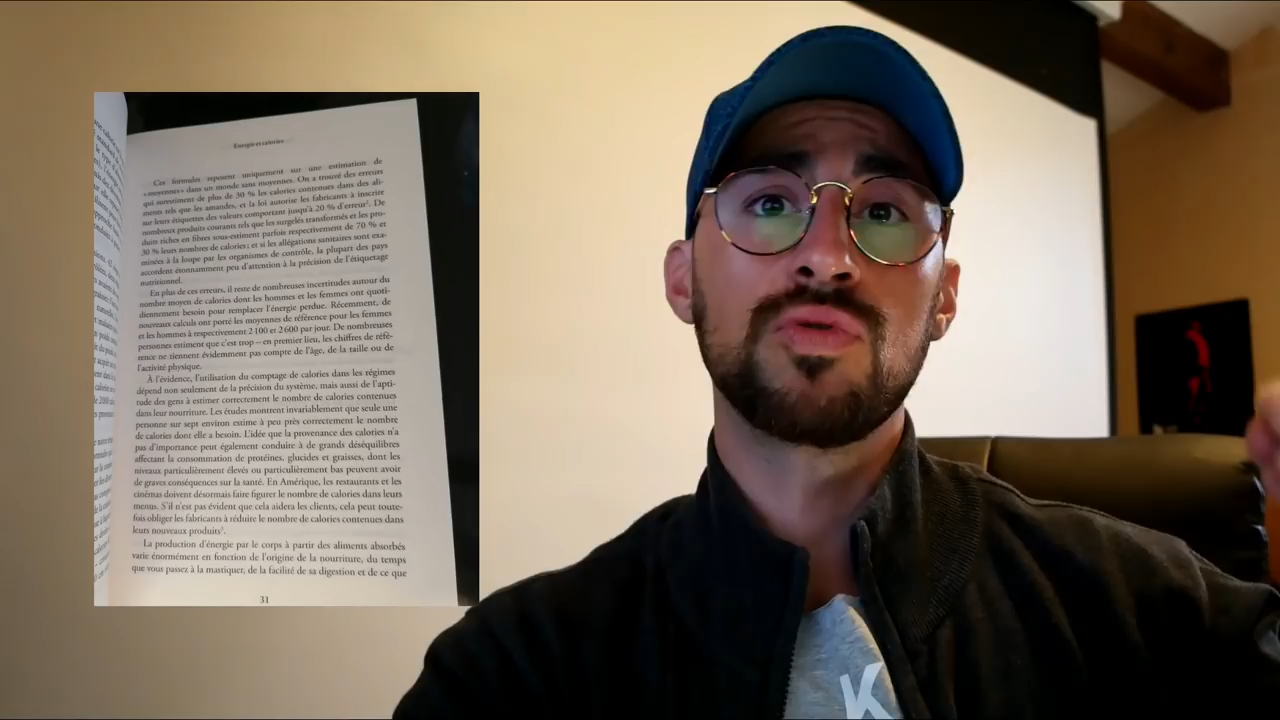 Énergie et calories
Ces formules reposent uniquement sur une estimation de
« moyennes » dans un monde sans moyennes. On a trouvé des erreurs
qui surestiment de plus de 30 % les calories contenues dans des ali-
ments tels que les amandes, et la loi autorise les fabricants à inscrire
sur leurs étiquettes des valeurs comportant jusqu'à 20 % d'erreur². De
nombreux produits courants tels que les surgelés transformés et les pro-
duits riches en fibres sous-estiment parfois respectivement de 70 % et
30 % leurs nombres de calories ; et si les allégations sanitaires sont exa-
minées à la loupe par les organismes de contrôle, la plupart des pays
accordent étonnamment peu d'attention à la précision de l'étiquetage
nutritionnel.
En plus de ces erreurs, il reste de nombreuses incertitudes autour du
nombre moyen de calories dont les hommes et les femmes ont quoti-
diennement besoin pour remplacer l'énergie perdue. Récemment, de
nouveaux calculs ont porté les moyennes de référence pour les femmes
et les hommes à respectivement 2 100 et 2 600 par jour. De nombreuses
personnes estiment que c'est trop – en premier lieu, les chiffres de réfé-
rence ne tiennent évidemment pas compte de l'âge, de la taille ou de
l'activité physique.
À l'évidence, l'utilisation du comptage de calories dans les régimes
dépend non seulement de la précision du système, mais aussi de l'apti-
tude des gens à estimer correctement le nombre de calories contenues
dans leur nourriture. Les études montrent invariablement que seule une
personne sur sept environ estime à peu près correctement le nombre
de calories dont elle a besoin. L'idée que la provenance des calories n'a
pas d'importance peut également conduire à de grands déséquilibres
affectant la consommation de protéines, glucides et graisses, dont les
niveaux particulièrement élevés ou particulièrement bas peuvent avoir
de graves conséquences sur la santé. En Amérique, les restaurants et les
cinémas doivent désormais faire figurer le nombre de calories dans leurs
menus. S'il n'est pas évident que cela aidera les clients, cela peut toute-
fois obliger les fabricants à réduire le nombre de calories contenues dans
leurs nouveaux produits³.
La production d'énergie par le corps à partir des aliments absorbés
varie énormément en fonction de l'origine de la nourriture, du temps
que vous passez à la mastiquer, de la facilité de sa digestion et de ce que
31
K